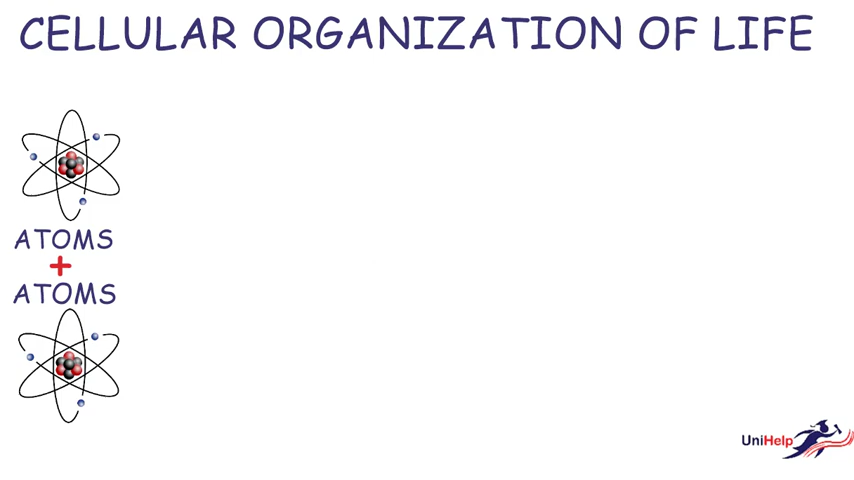 CELLULAR ORGANIZATION OF LIFE
ATOMS
+
ATOMS
UniHelp